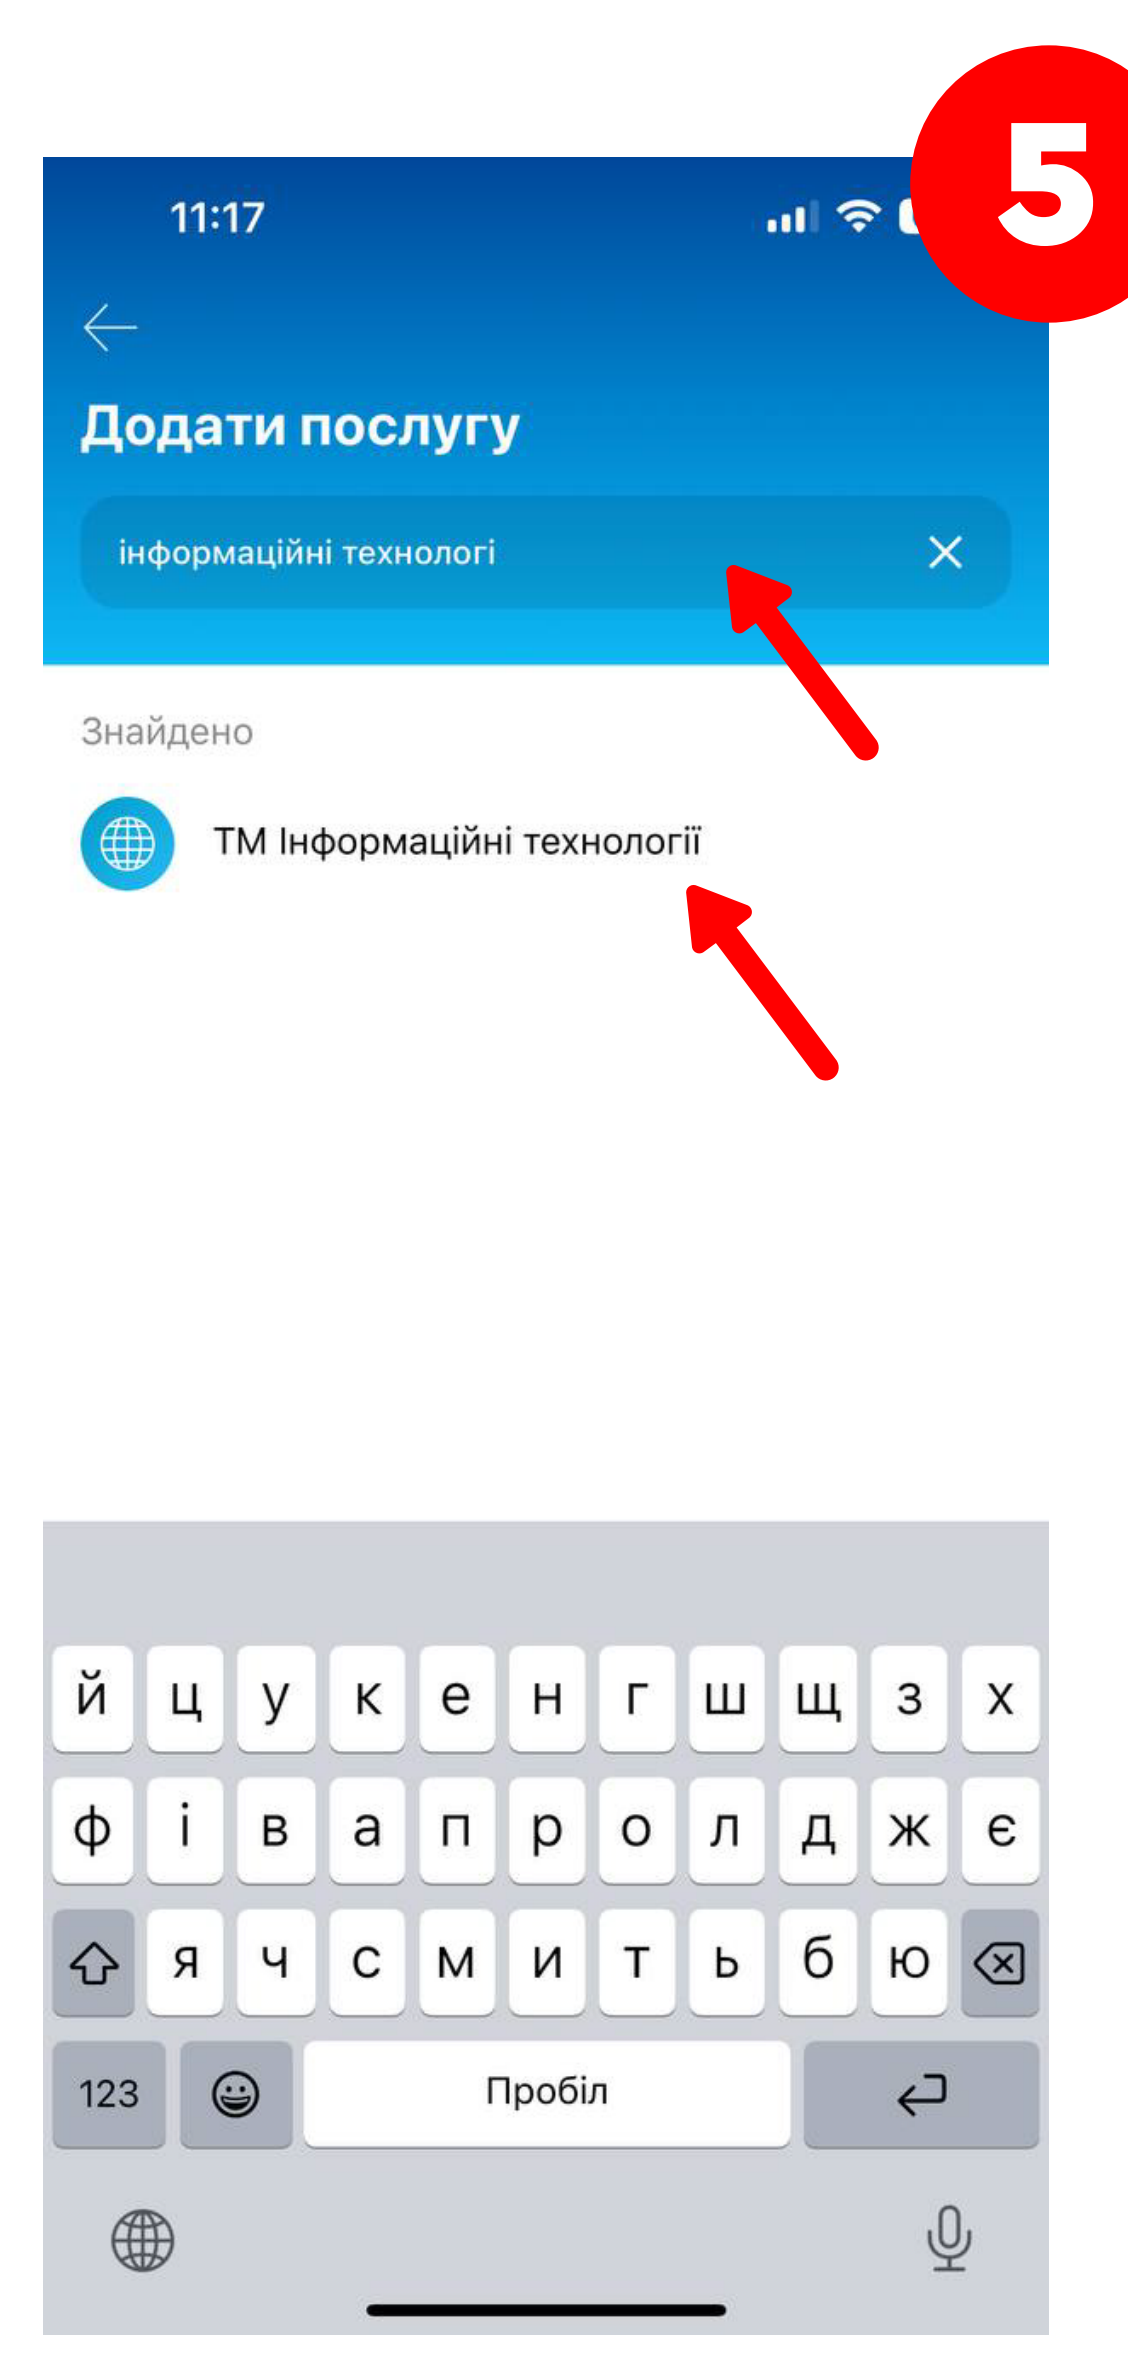 5
11:17
Додати послугу
інформаційні технологі
Знайдено
ТМ Інформаційні технології
й ц у к е н г ш щ з х
ф і в а п р о л д ж є
я ч с м и т ь б ю
123 Пробіл